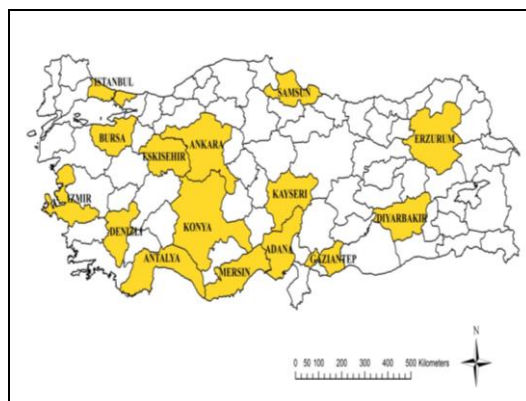 ISTANBUL
SAMSUN
BURSA
ANKARA
ESKISEHIR
ERZURUM
KAYSERI
IZMIR
DIYARBAKIR
DENIZLI
KONYA
ADANA
ANTALYA
GAZIANTEP
MERSIN
N
0 50 100 200 300 400 500 Kilometers